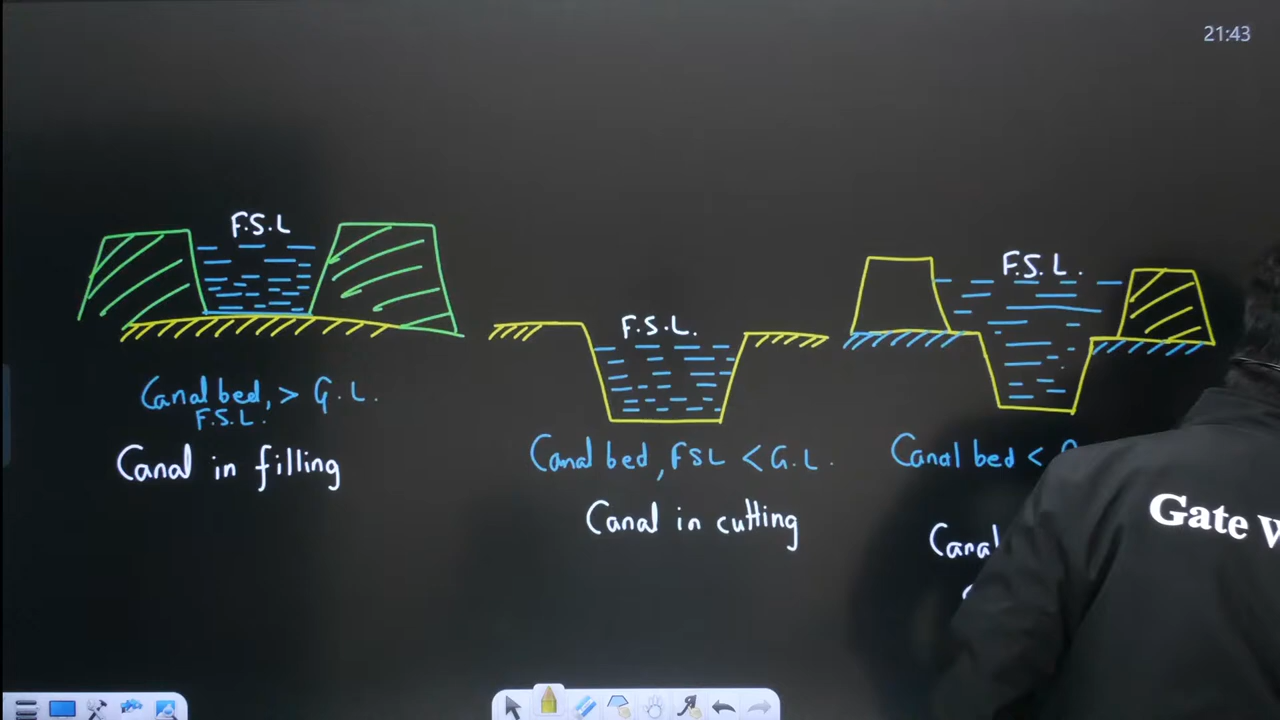 21:43
F.S.L
Canal bed, > G.L.
F.S.L.
Canal in filling
F.S.L.
Canal bed, FSL < G.L.
Canal in cutting
F.S.L.
Canal bed <
Canal
Gate